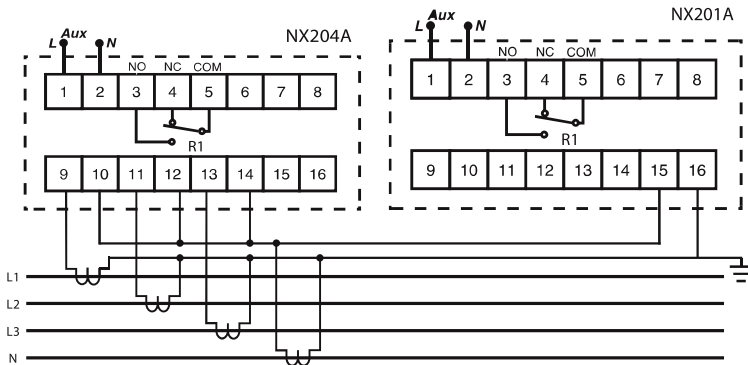 L Aux N NX204A
NO NC COM
1 2 3 4 5 6 7 8
R1
9 10 11 12 13 14 15 16
L Aux N NX201A
NO NC COM
1 2 3 4 5 6 7 8
R1
9 10 11 12 13 14 15 16
L1
L2
L3
N